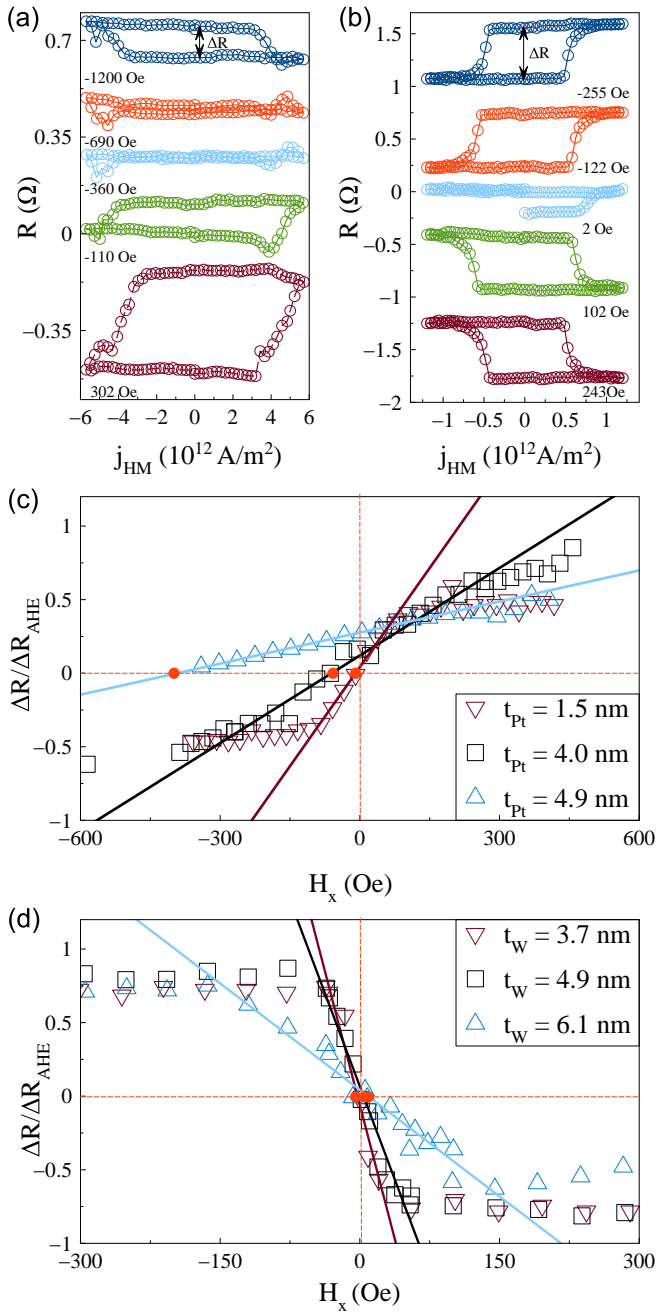 (a)
(b)
0.7
0.35
0
−0.35
R (Ω)
ΔR
-1200 Oe
-690 Oe
-360 Oe
-110 Oe
302 Oe
−6 −4 −2 0 2 4 6
j_HM (10^12 A/m^2)
1.5
1
0.5
0
−0.5
−1
−1.5
−2
R (Ω)
ΔR
-255 Oe
-122 Oe
2 Oe
102 Oe
243Oe
−1 −0.5 0 0.5 1
j_HM (10^12A/m^2)
(c)
1
0.5
0
−0.5
−1
ΔR/ΔR_AHE
t_Pt = 1.5 nm
t_Pt = 4.0 nm
t_Pt = 4.9 nm
−600 −300 0 300 600
H_x (Oe)
(d)
1
0.5
0
−0.5
−1
ΔR/ΔR_AHE
t_W = 3.7 nm
t_W = 4.9 nm
t_W = 6.1 nm
−300 −150 0 150 300
H_x (Oe)